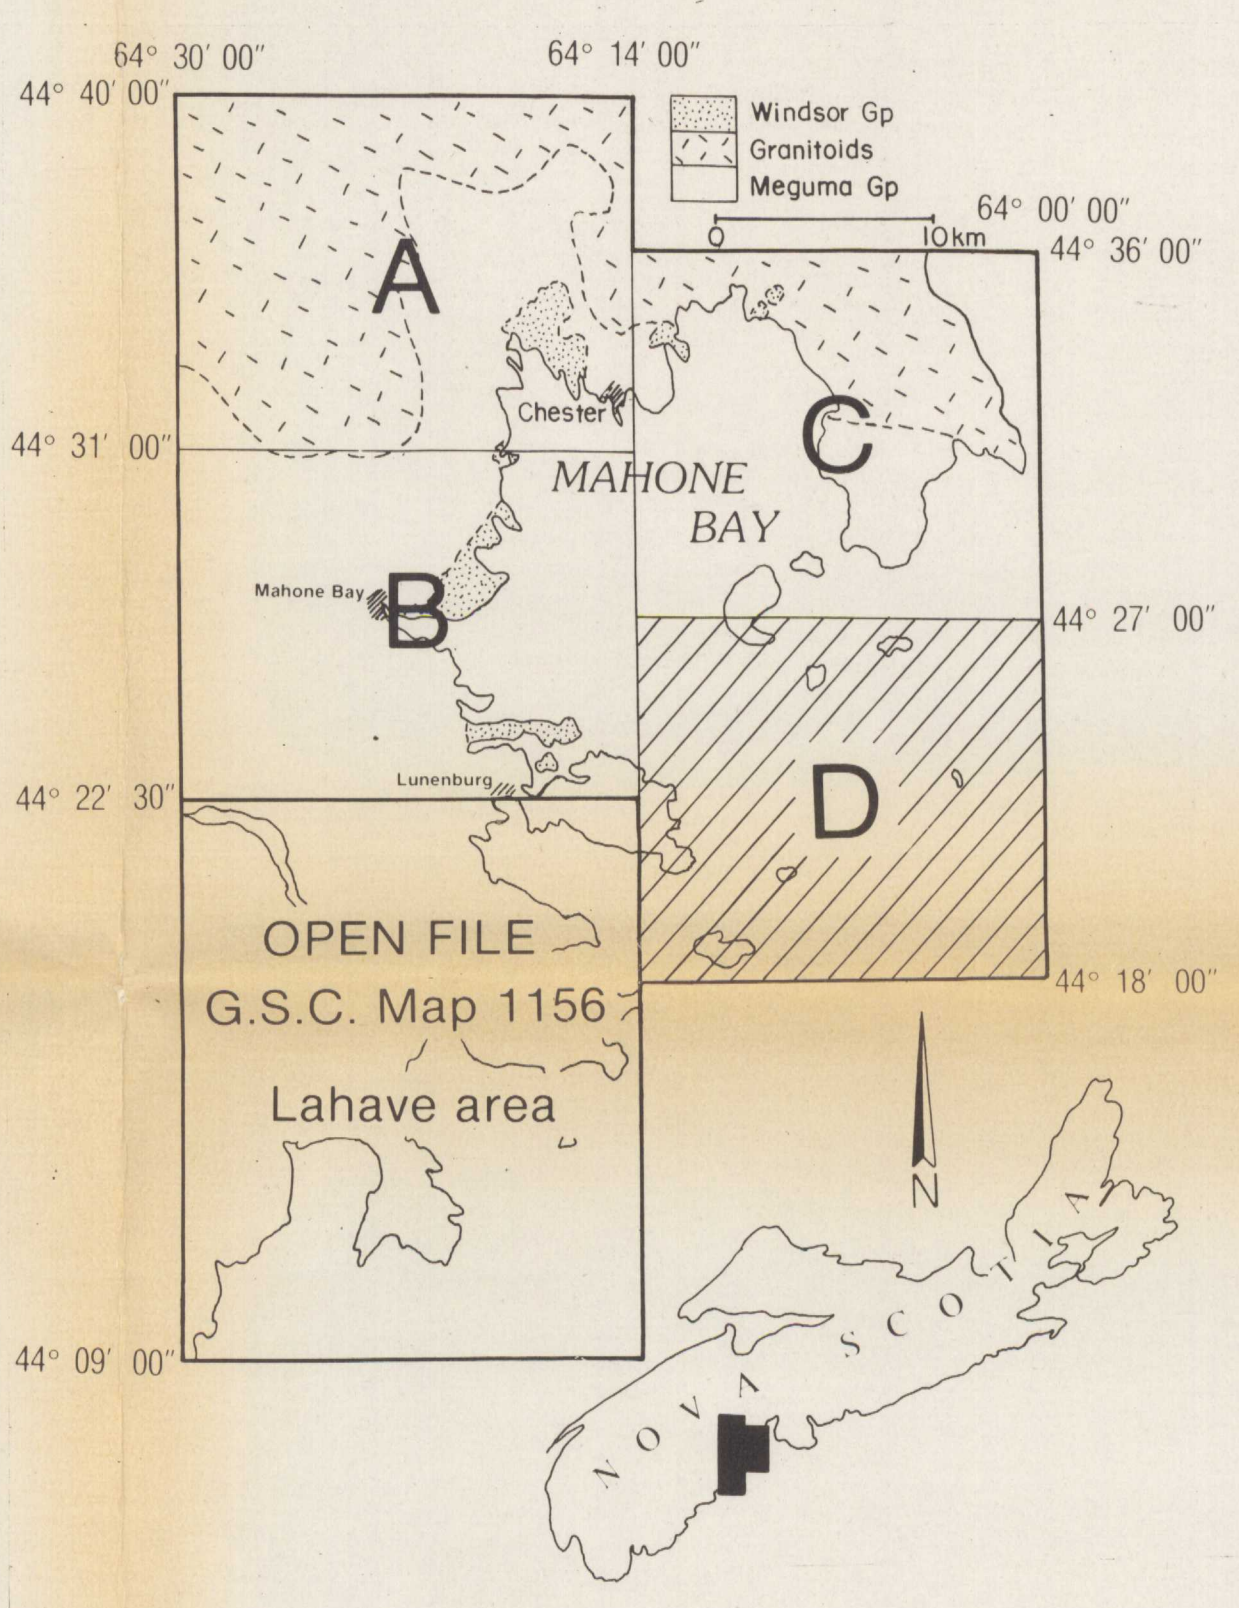 64° 30' 00" 64° 14' 00"
44° 40' 00"
Windsor Gp
Granitoids
Meguma Gp
64° 00' 00"
0 10km
44° 36' 00"
A
Chester
C
44° 31' 00"
MAHONE
BAY
Mahone Bay
B
44° 27' 00"
D
Lunenburg
44° 22' 30"
OPEN FILE
G.S.C. Map 1156
44° 18' 00"
Lahave area
N
44° 09' 00"
NOVA SCOTIA